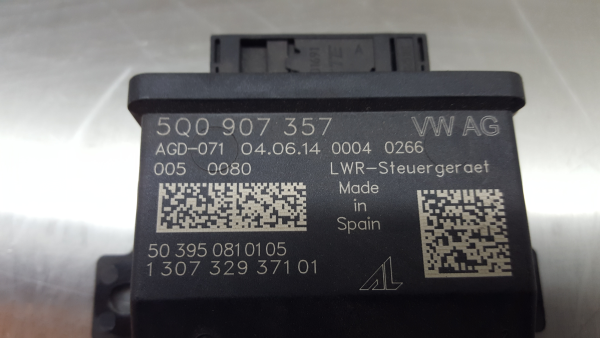 5Q0 907 357 VW AG
AGD-071 04.06.14 0004 0266
005 0080 LWR-Steuergeraet
Made
in
Spain
50 395 0810105
1 307 329 371 01
AL